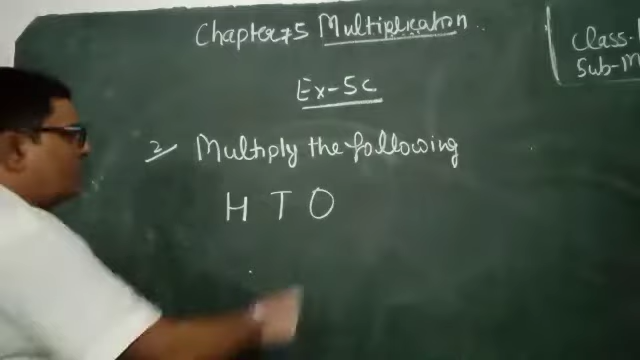 Chapter 5 Multiplication
Class.
Sub-M
Ex-5c
2. Multiply the following
H T O